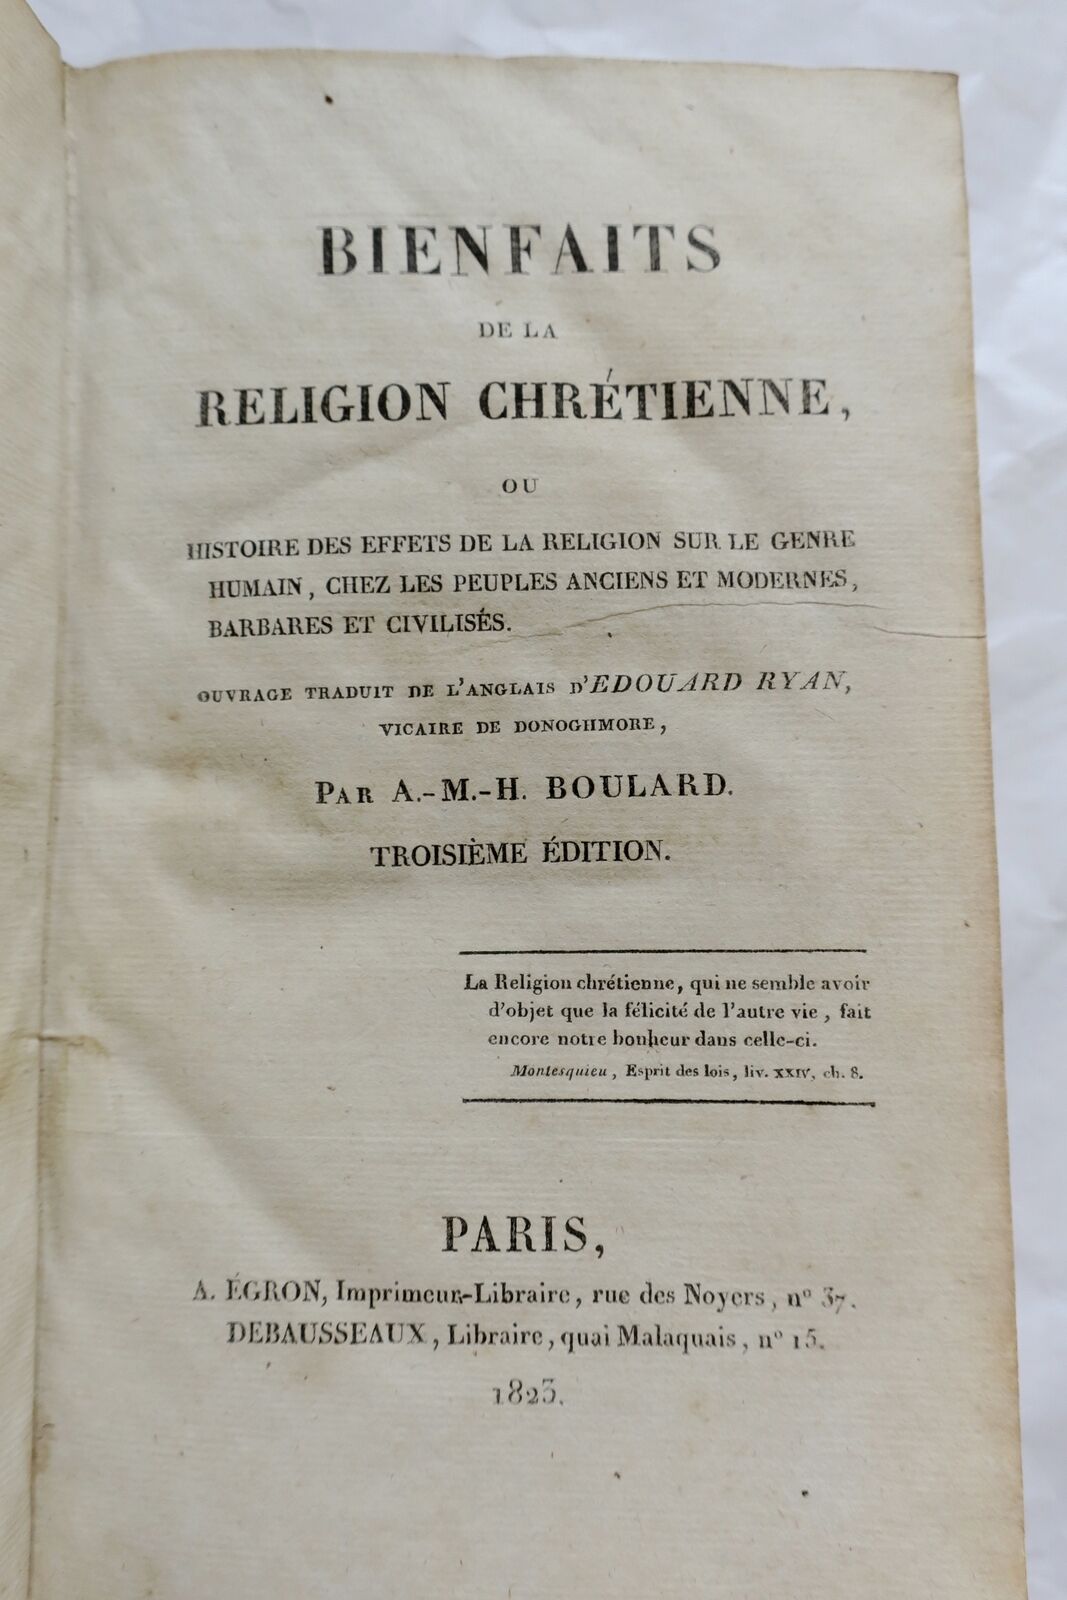 BIENFAITS
DE LA
RELIGION CHRÉTIENNE,
OU
HISTOIRE DES EFFETS DE LA RELIGION SUR LE GENRE
HUMAIN, CHEZ LES PEUPLES ANCIENS ET MODERNES,
BARBARES ET CIVILISÉS.
OUVRAGE TRADUIT DE L'ANGLAIS D'EDOUARD RYAN,
VICAIRE DE DONOGHMORE,
PAR A.-M.-H. BOULARD.
TROISIÈME ÉDITION.
La Religion chrétienne, qui ne semble avoir
d'objet que la félicité de l'autre vie, fait
encore notre bonheur dans celle-ci.
Montesquieu, Esprit des lois, liv. XXIV, ch. 8.
PARIS,
A. ÉGRON, Imprimeur-Libraire, rue des Noyers, n° 37.
DEBAUSSEAUX, Libraire, quai Malaquais, n° 15.
1823.